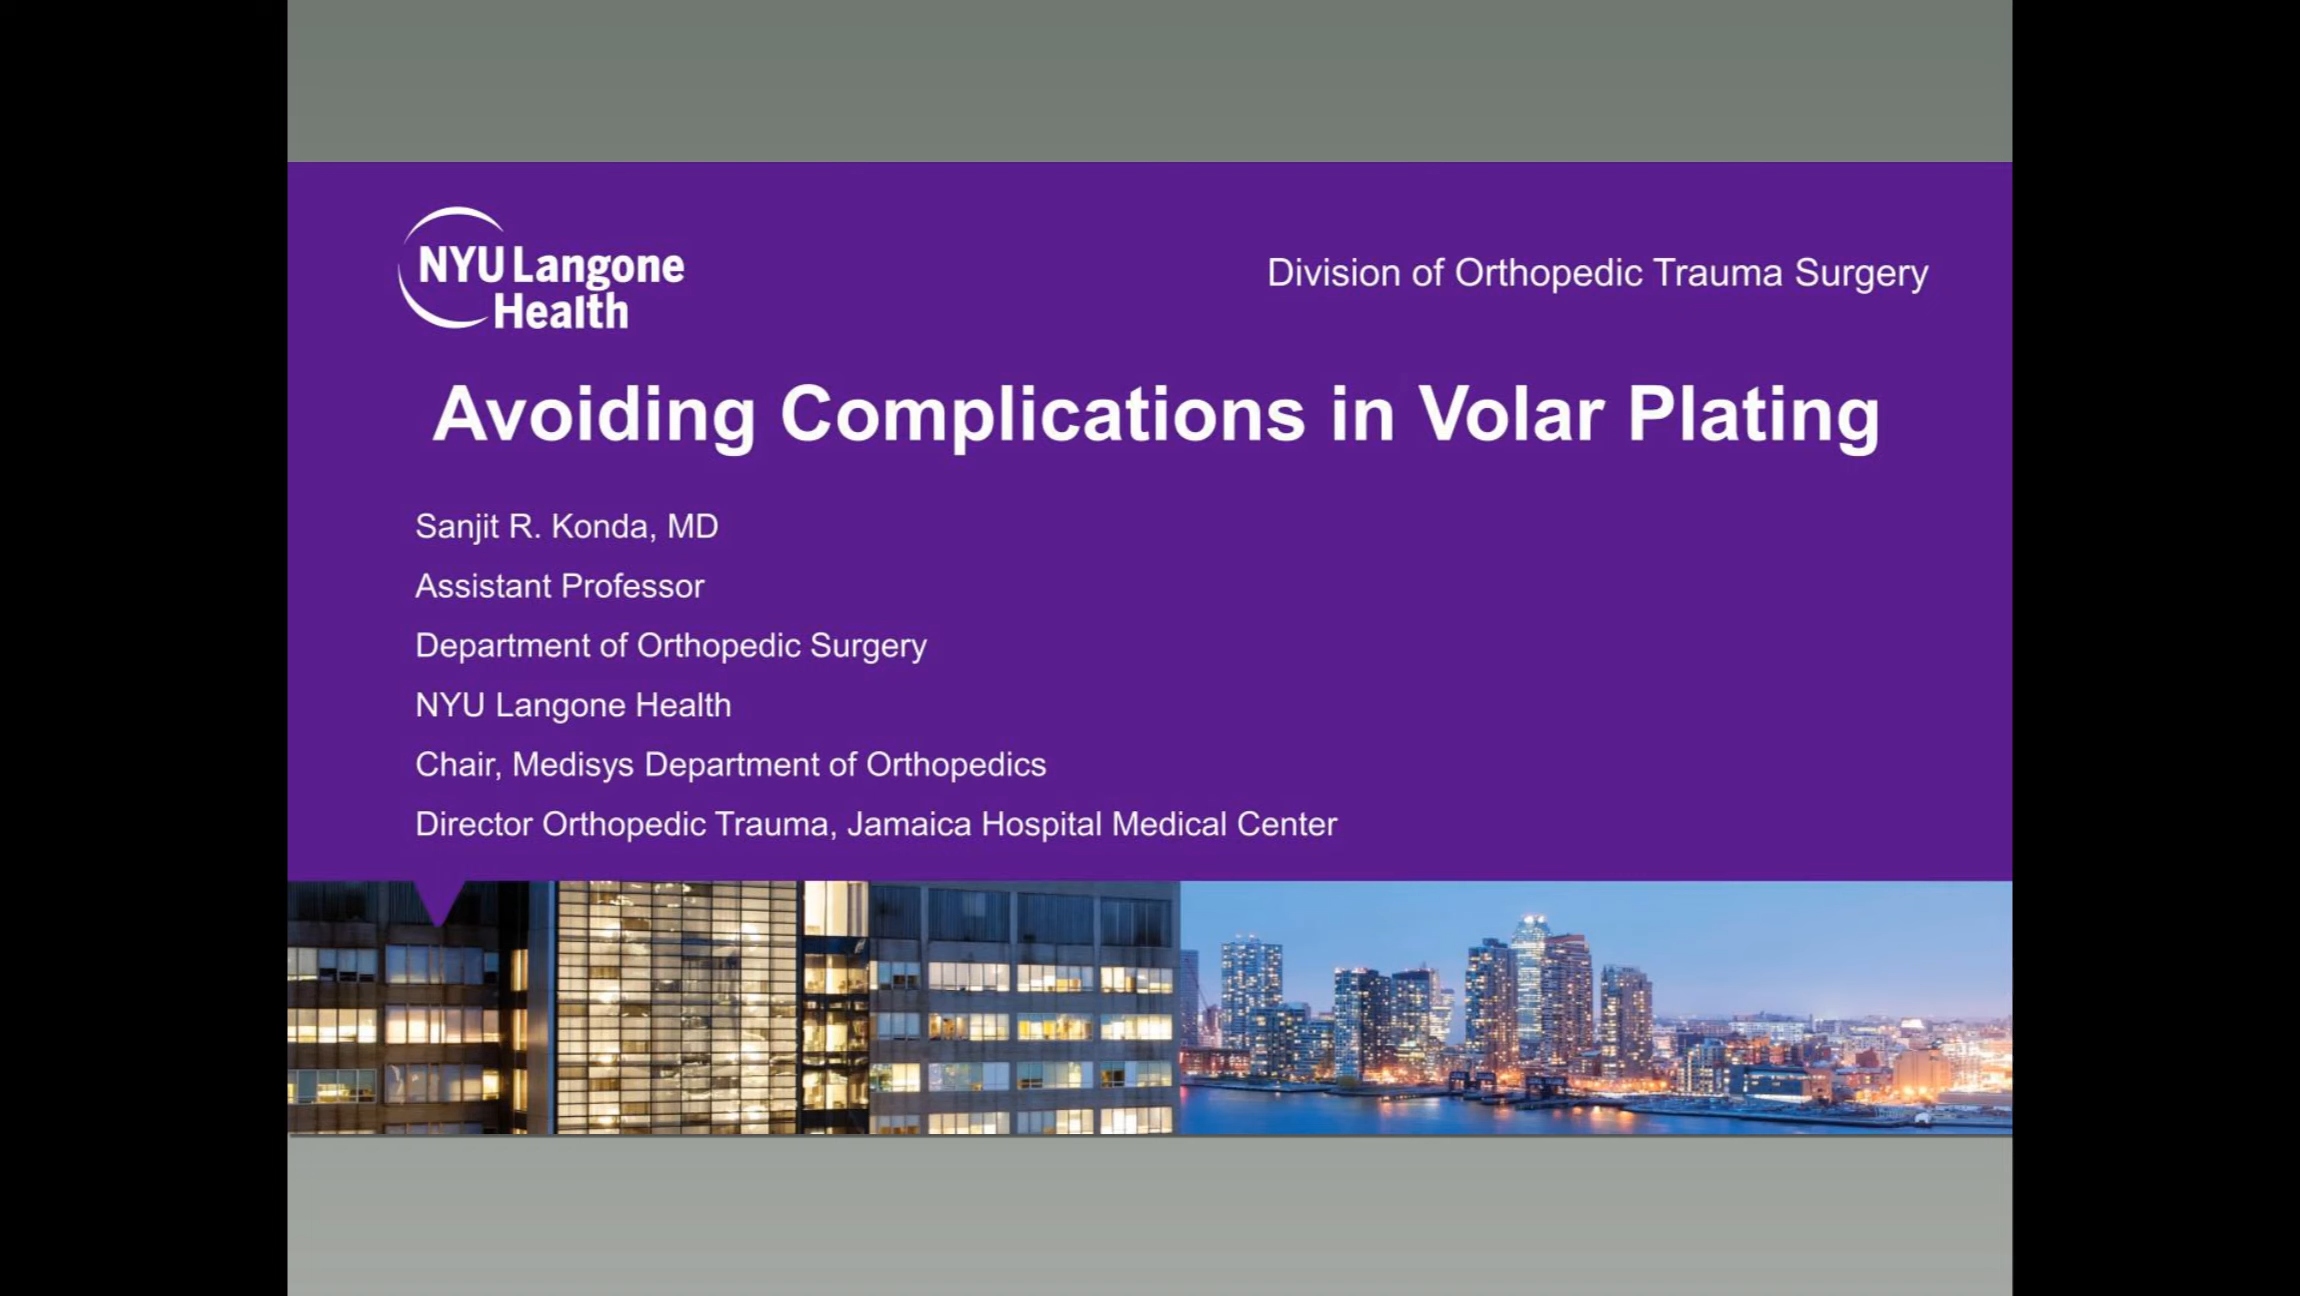 NYU Langone
Health
Division of Orthopedic Trauma Surgery
Avoiding Complications in Volar Plating
Sanjit R. Konda, MD
Assistant Professor
Department of Orthopedic Surgery
NYU Langone Health
Chair, Medisys Department of Orthopedics
Director Orthopedic Trauma, Jamaica Hospital Medical Center